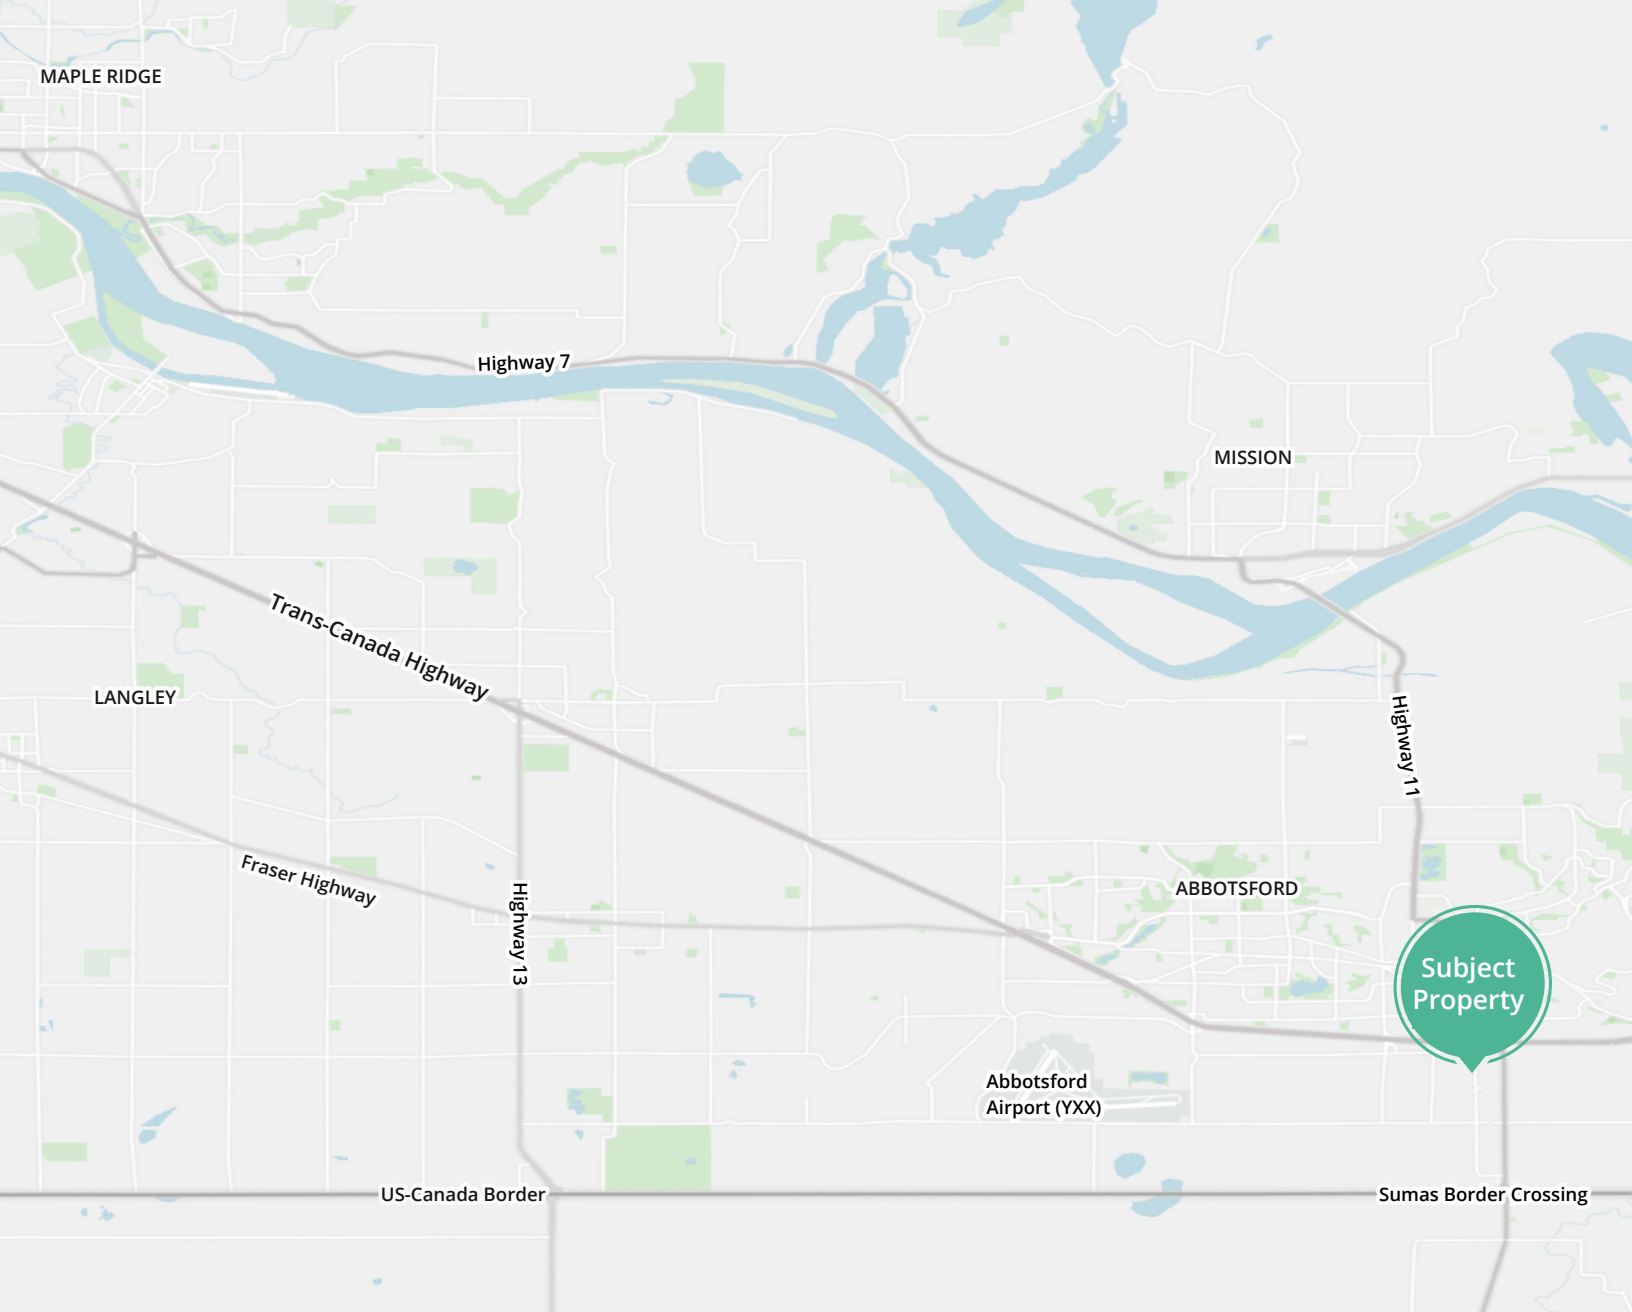 MAPLE RIDGE
Highway 7
MISSION
Trans-Canada Highway
LANGLEY
Highway 11
Fraser Highway
Highway 13
ABBOTSFORD
Subject
Property
Abbotsford
Airport (YXX)
US-Canada Border
Sumas Border Crossing